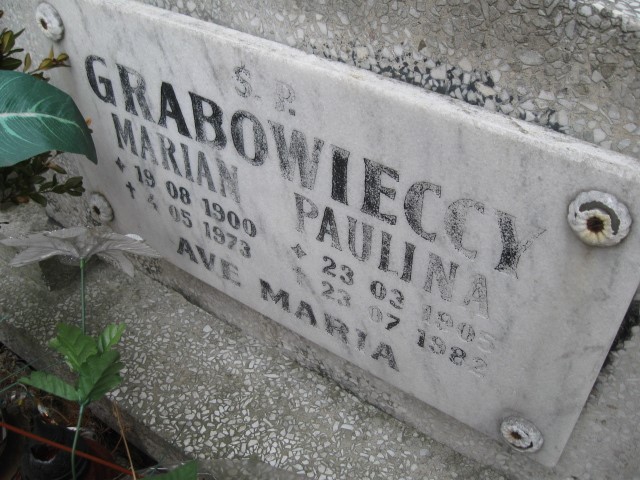 Ś. P.
GRABOWIECCY
MARIAN PAULINA
+ 19 08 1900 + 23 03 1905
+ 4 05 1973 + 23 07 1982
AVE MARIA